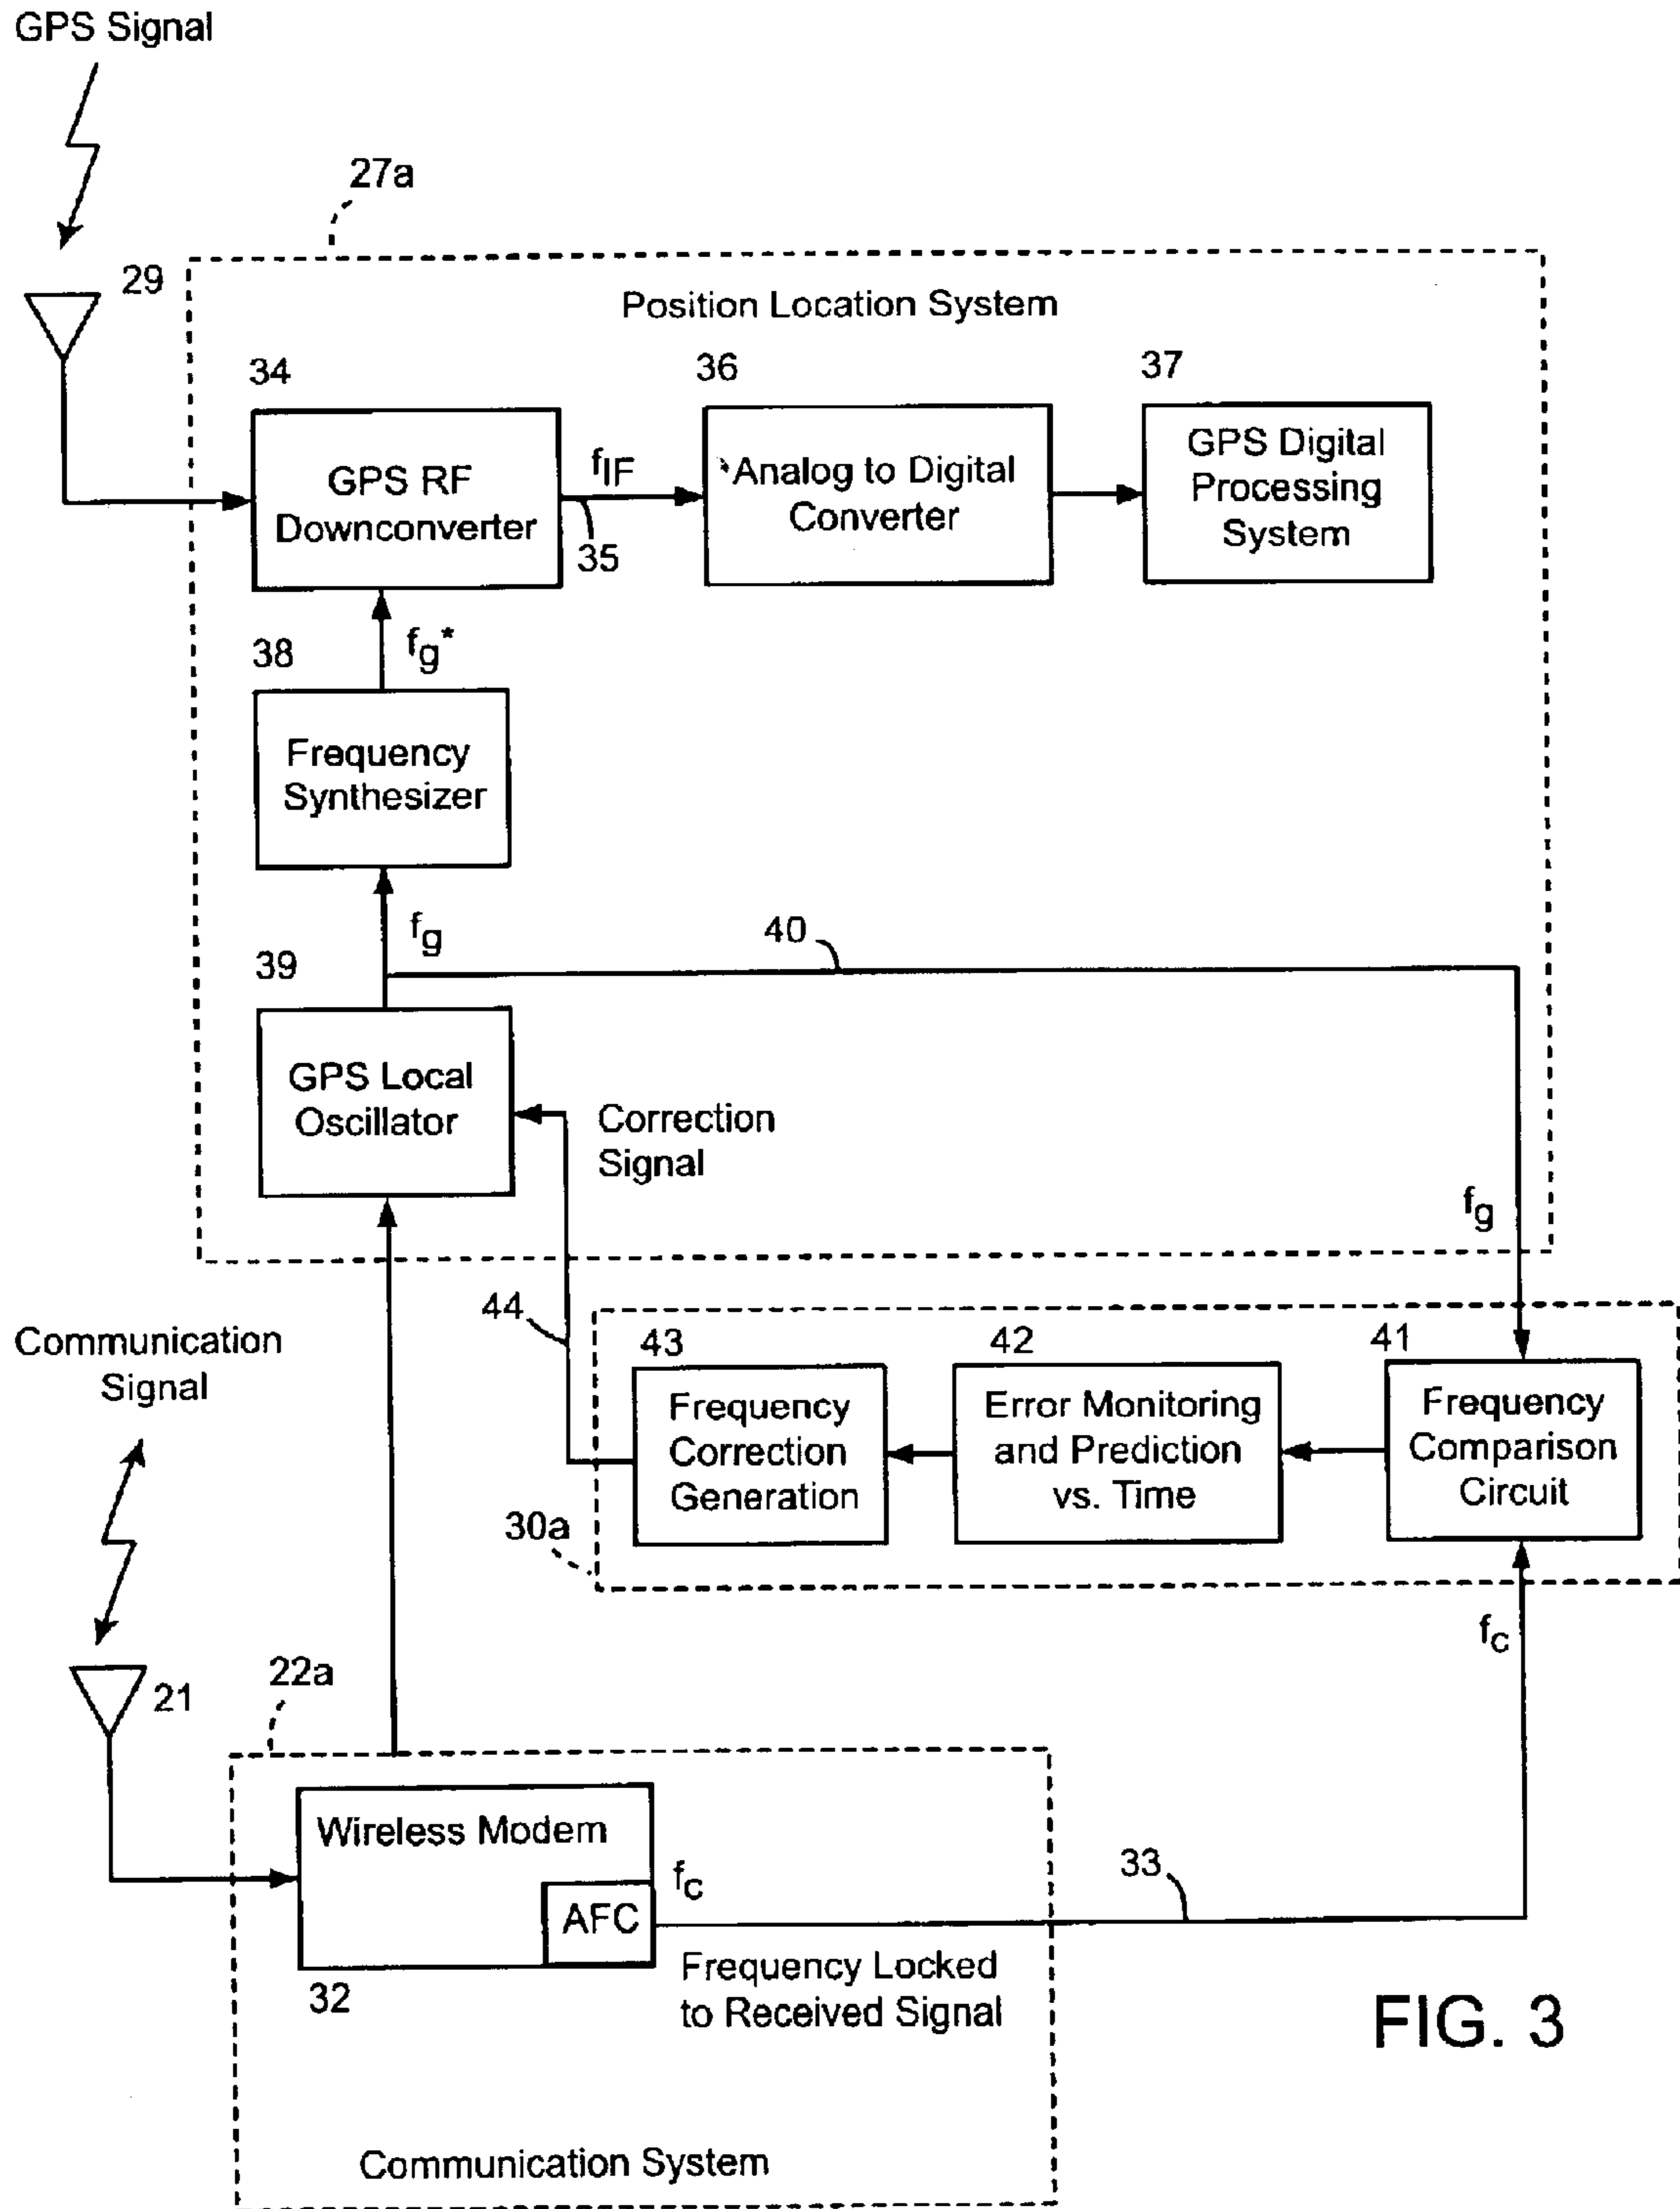 GPS Signal
27a
29
Position Location System
34
36
37
GPS RF
Downconverter
fIF
35
*Analog to Digital
Converter
GPS Digital
Processing
System
fg*
38
Frequency
Synthesizer
fg
40
39
GPS Local
Oscillator
Correction
Signal
fg
44
Communication
Signal
43
42
41
Frequency
Correction
Generation
Error Monitoring
and Prediction
vs. Time
Frequency
Comparison
Circuit
30a
fc
22a
21
Wireless Modem
fc
AFC
33
32
Frequency Locked
to Received Signal
FIG. 3
Communication System